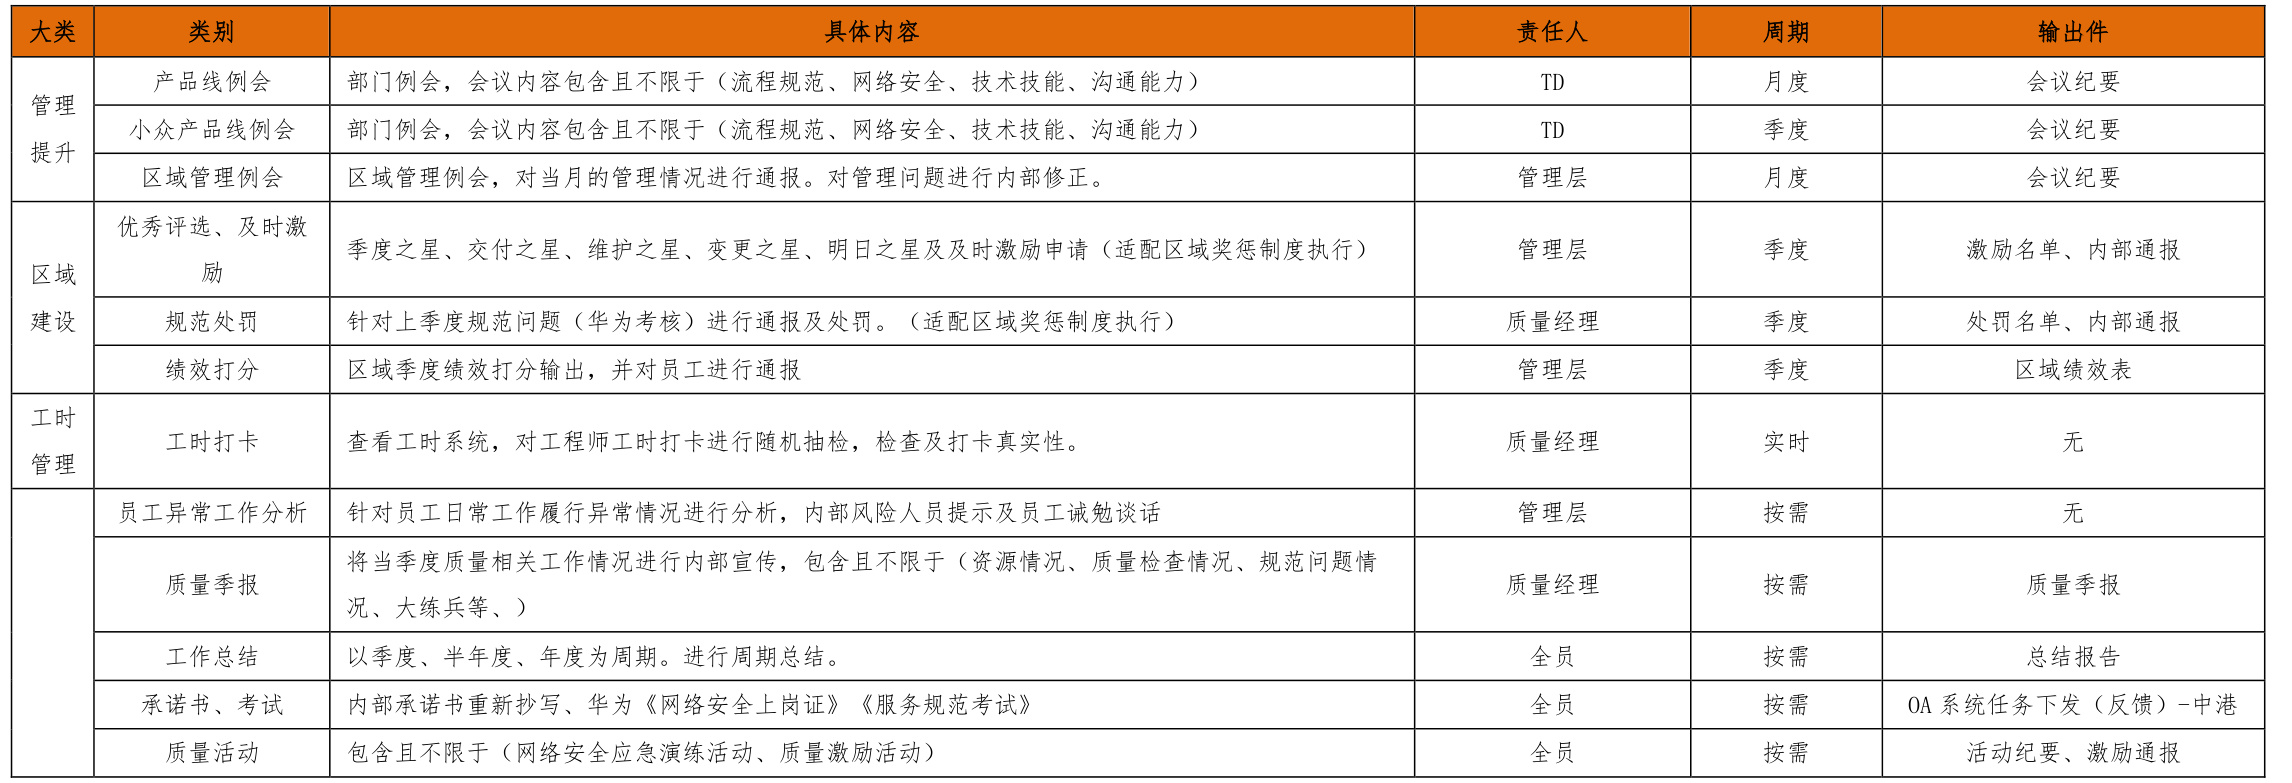 大类 类别 具体内容 责任人 周期 输出件
管理
提升
产品线例会 部门例会，会议内容包含且不限于（流程规范、网络安全、技术技能、沟通能力） TD 月度 会议纪要
小众产品线例会 部门例会，会议内容包含且不限于（流程规范、网络安全、技术技能、沟通能力） TD 季度 会议纪要
区域管理例会 区域管理例会，对当月的管理情况进行通报。对管理问题进行内部修正。 管理层 月度 会议纪要
区域
建设
优秀评选、及时激
励
季度之星、交付之星、维护之星、变更之星、明日之星及及时激励申请（适配区域奖惩制度执行） 管理层 季度 激励名单、内部通报
规范处罚 针对上季度规范问题（华为考核）进行通报及处罚。（适配区域奖惩制度执行） 质量经理 季度 处罚名单、内部通报
绩效打分 区域季度绩效打分输出，并对员工进行通报 管理层 季度 区域绩效表
工时
管理
工时打卡 查看工时系统，对工程师工时打卡进行随机抽检，检查及打卡真实性。 质量经理 实时 无
员工异常工作分析 针对员工日常工作履行异常情况进行分析，内部风险人员提示及员工诫勉谈话 管理层 按需 无
质量季报 将当季度质量相关工作情况进行内部宣传，包含且不限于（资源情况、质量检查情况、规范问题情
况、大练兵等、） 质量经理 按需 质量季报
工作总结 以季度、半年度、年度为周期。进行周期总结。 全员 按需 总结报告
承诺书、考试 内部承诺书重新抄写、华为《网络安全上岗证》《服务规范考试》 全员 按需 OA 系统任务下发（反馈）-中港
质量活动 包含且不限于（网络安全应急演练活动、质量激励活动） 全员 按需 活动纪要、激励通报